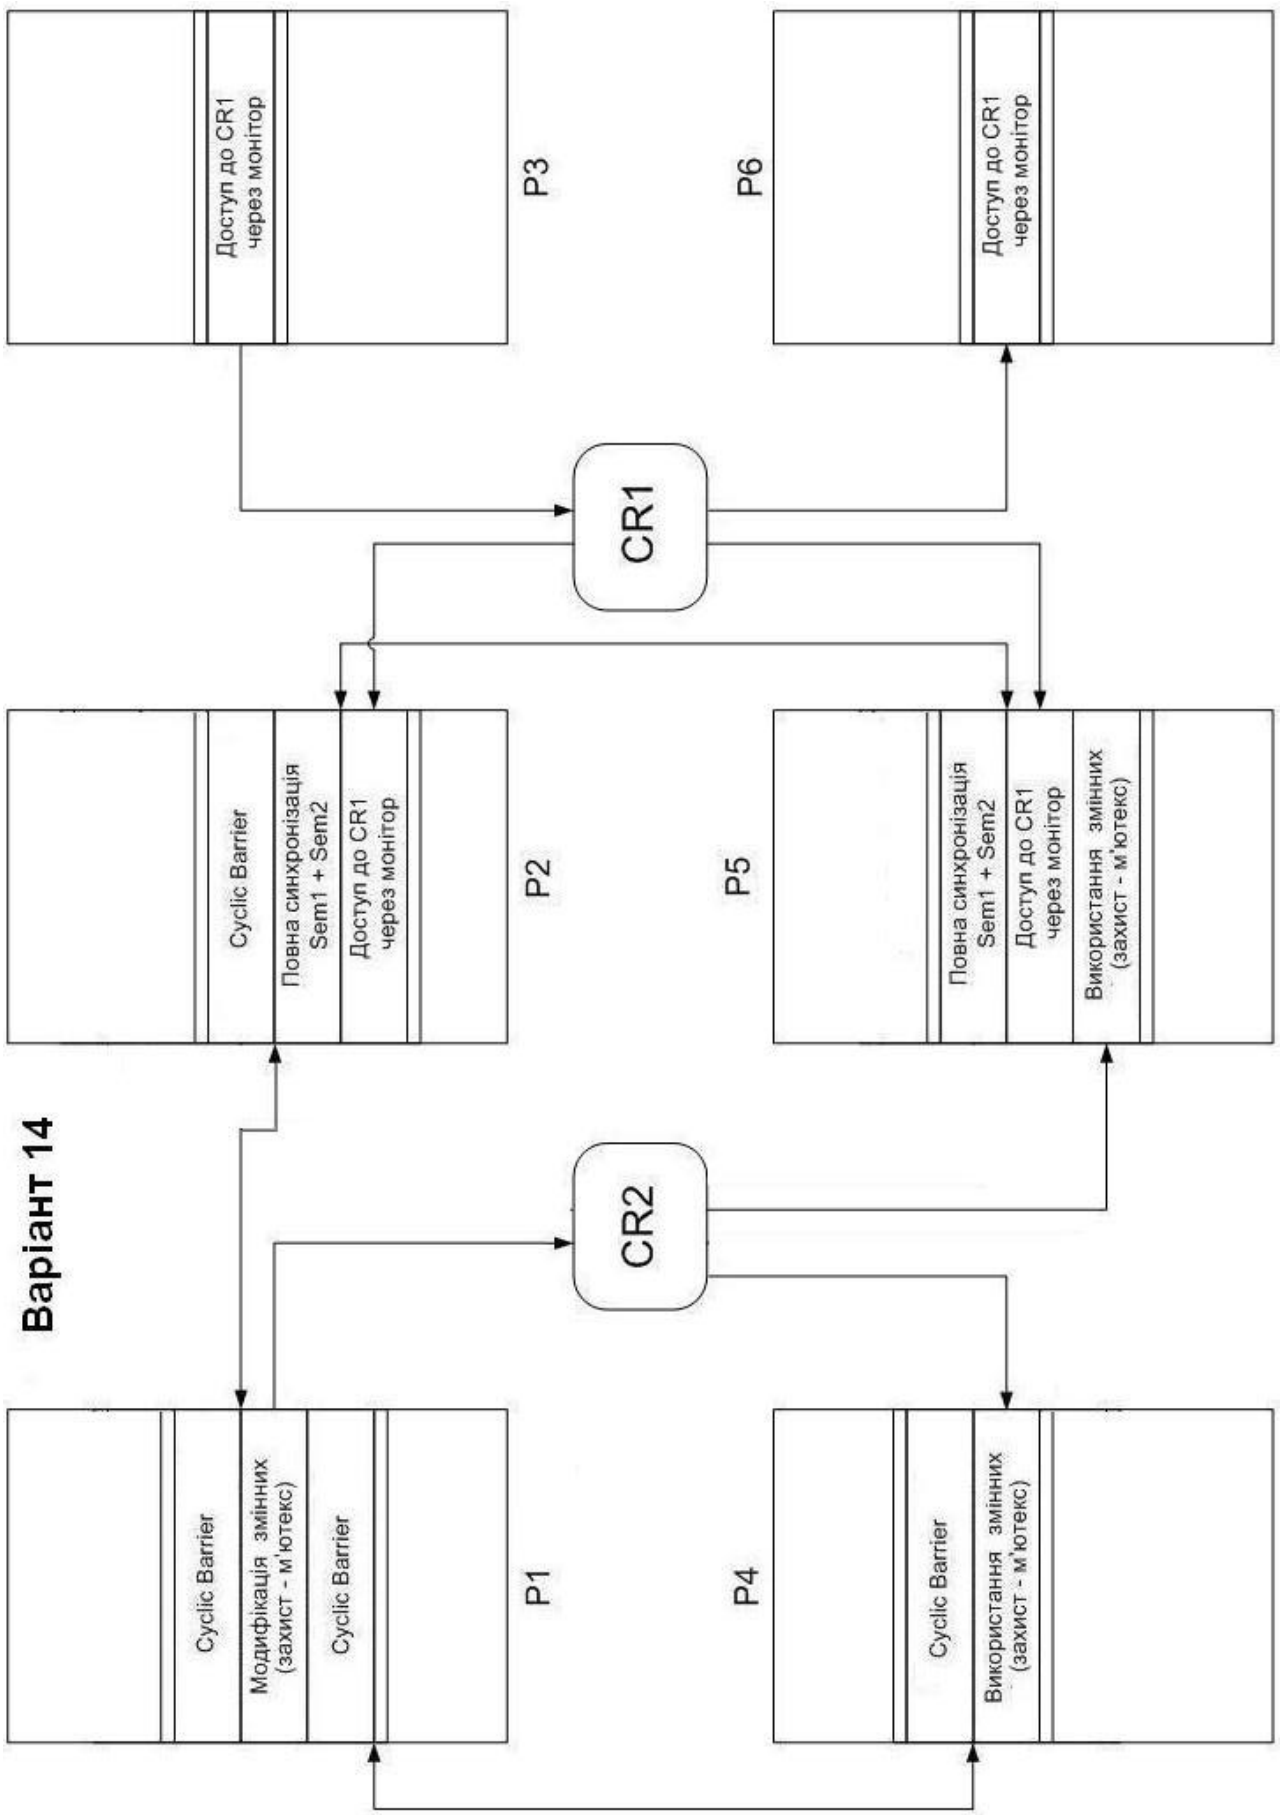 Варіант 14
Cyclic Barrier
Модифікація змінних
(захист - м'ютекс)
Cyclic Barrier
P1
Cyclic Barrier
Повна синхронізація
Sem1 + Sem2
Доступ до CR1
через монітор
P2
Доступ до CR1
через монітор
P3
CR2
CR1
P4
Cyclic Barrier
Використання змінних
(захист - м'ютекс)
P5
Повна синхронізація
Sem1 + Sem2
Доступ до CR1
через монітор
Використання змінних
(захист - м'ютекс)
P6
Доступ до CR1
через монітор